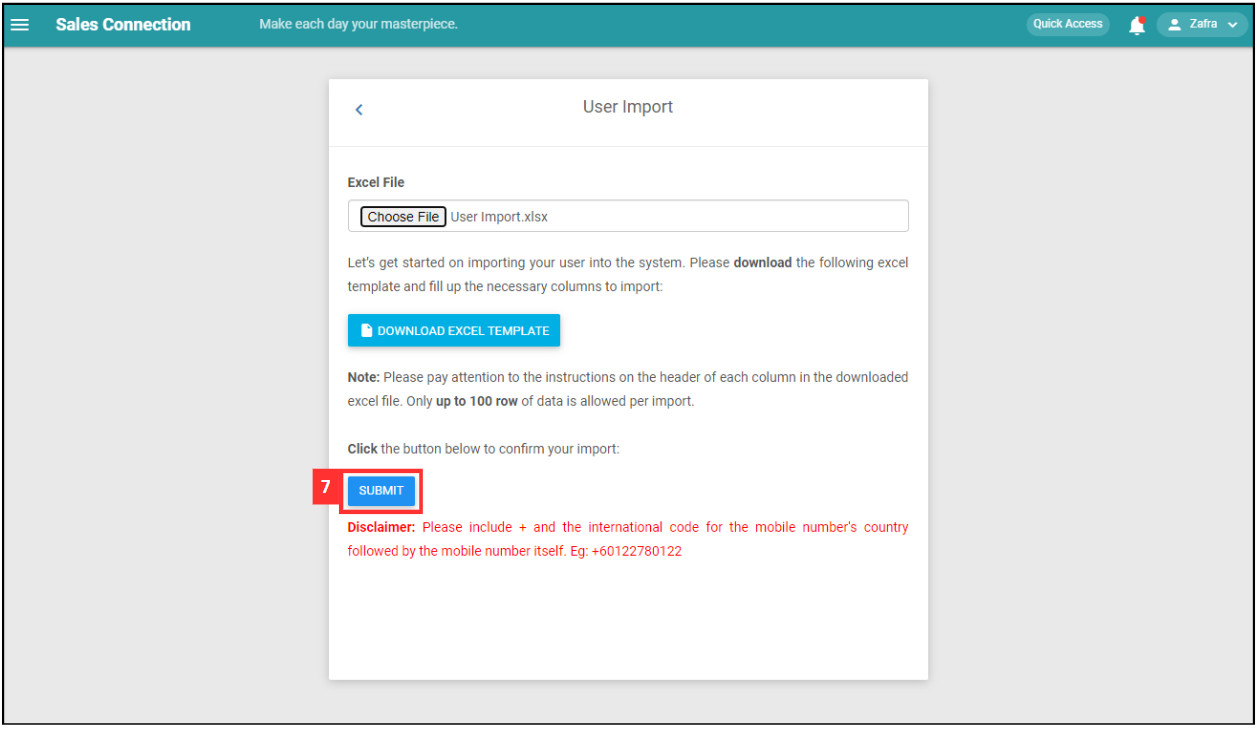 Sales Connection Make each day your masterpiece. Quick Access Zafra
User Import
Excel File
Choose File User Import.xlsx
Let's get started on importing your user into the system. Please download the following excel
template and fill up the necessary columns to import:
DOWNLOAD EXCEL TEMPLATE
Note: Please pay attention to the instructions on the header of each column in the downloaded
excel file. Only up to 100 row of data is allowed per import.
Click the button below to confirm your import:
7 SUBMIT
Disclaimer: Please include + and the international code for the mobile number's country
followed by the mobile number itself. Eg: +60122780122